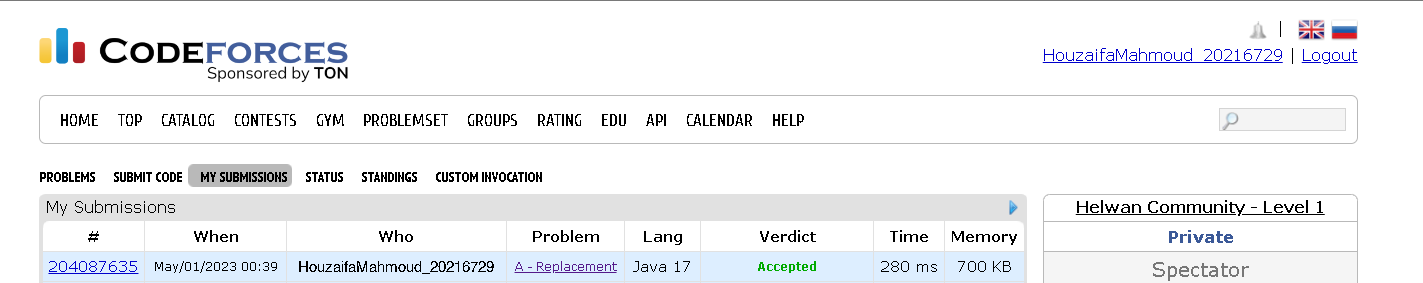 CODEFORCES
Sponsored by TON
|
HouzaifaMahmoud_20216729 | Logout
HOME TOP CATALOG CONTESTS GYM PROBLEMSET GROUPS RATING EDU API CALENDAR HELP
PROBLEMS SUBMIT CODE MY SUBMISSIONS STATUS STANDINGS CUSTOM INVOCATION
My Submissions
# When Who Problem Lang Verdict Time Memory
204087635 May/01/2023 00:39 HouzaifaMahmoud_20216729 A - Replacement Java 17 Accepted 280 ms 700 KB
Helwan Community - Level 1
Private
Spectator